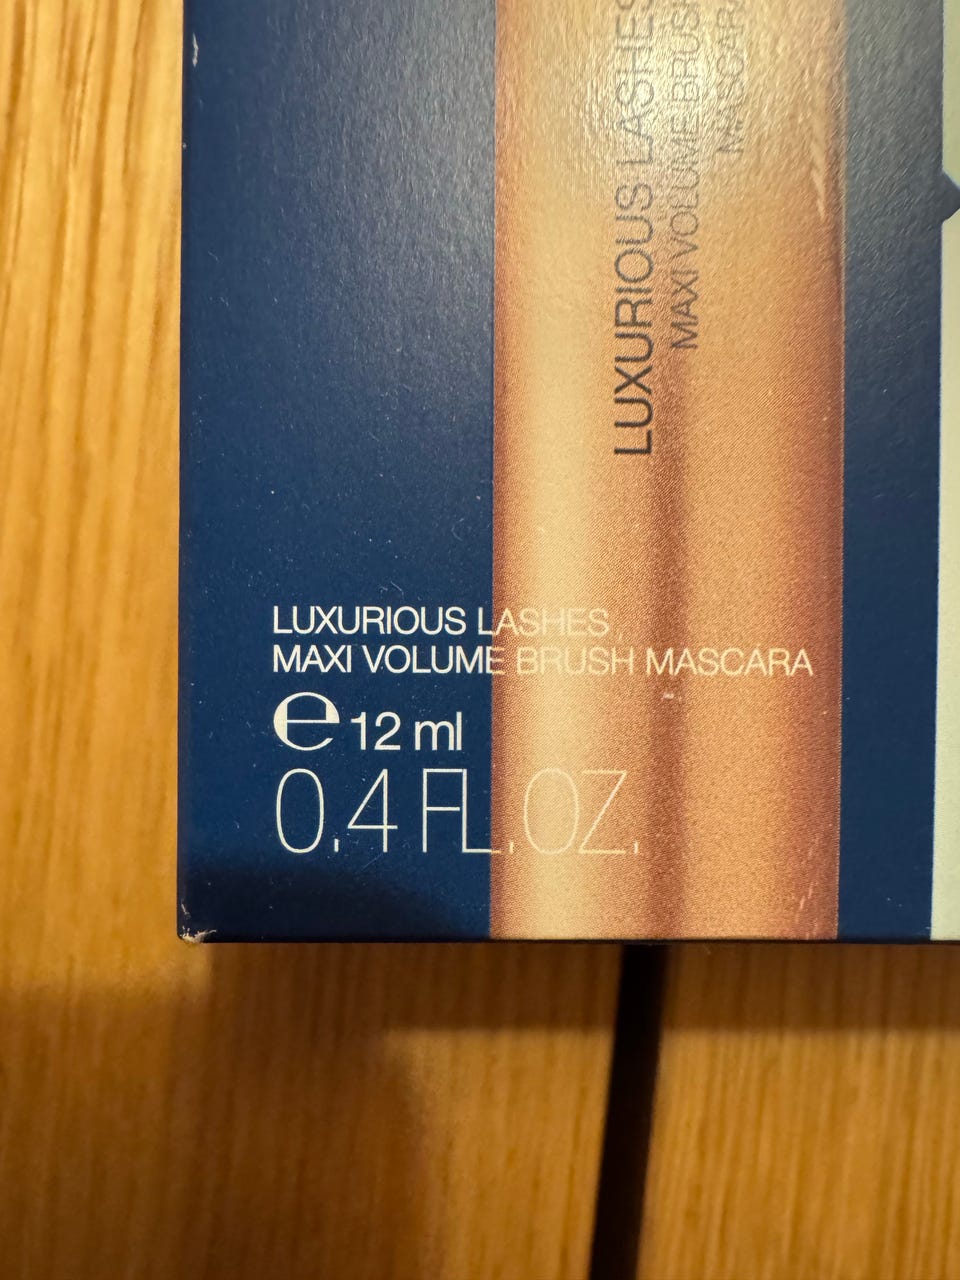 LUXURIOUS LASHES
MAXI VOLUME BRUSH
MASCARA
LUXURIOUS LASHES
MAXI VOLUME BRUSH MASCARA
℮ 12 ml
0.4 FL.OZ.